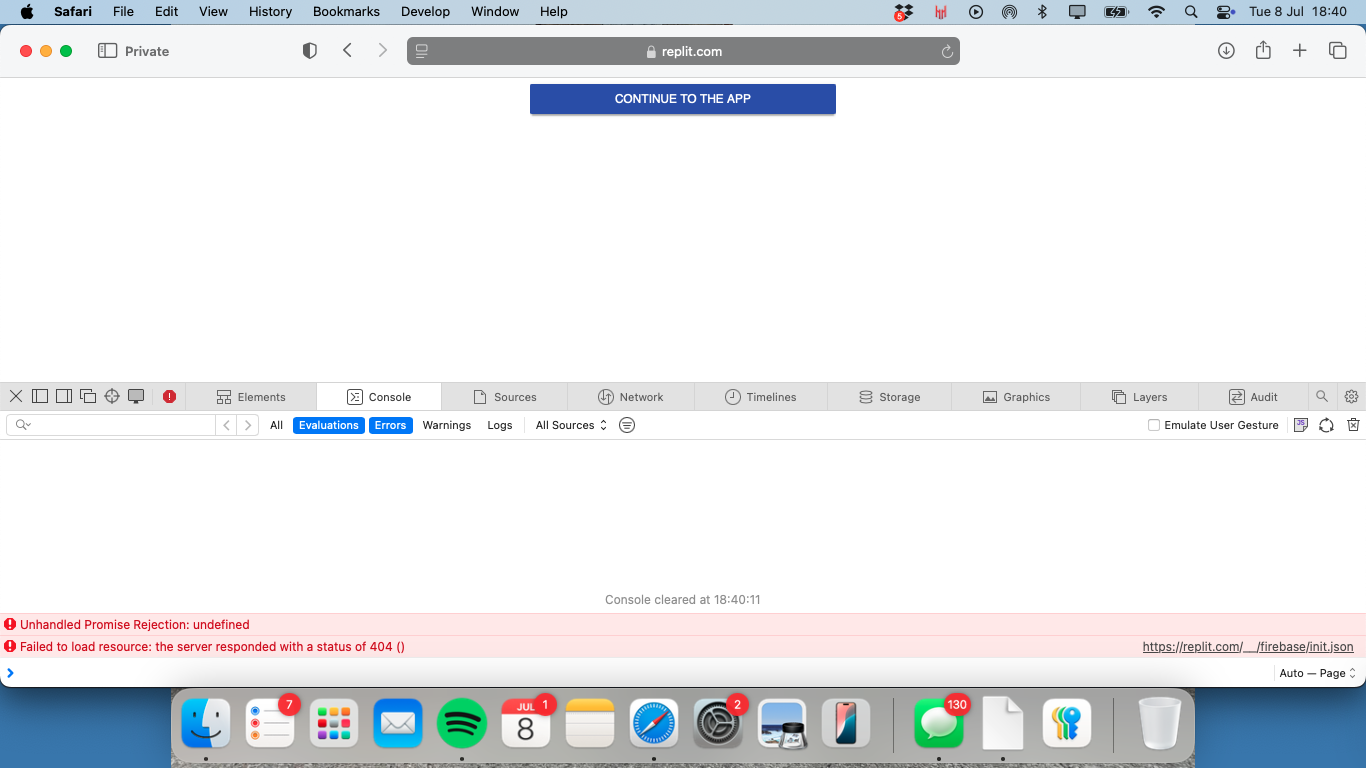 Safari File Edit View History Bookmarks Develop Window Help 5 Tue 8 Jul 18:40
Private replit.com
CONTINUE TO THE APP
Elements Console Sources Network Timelines Storage Graphics Layers Audit
All Evaluations Errors Warnings Logs All Sources Emulate User Gesture JS
Console cleared at 18:40:11
Unhandled Promise Rejection: undefined
Failed to load resource: the server responded with a status of 404 () https://replit.com/__/firebase/init.json
Auto — Page
7 JUL 1 2 130
8